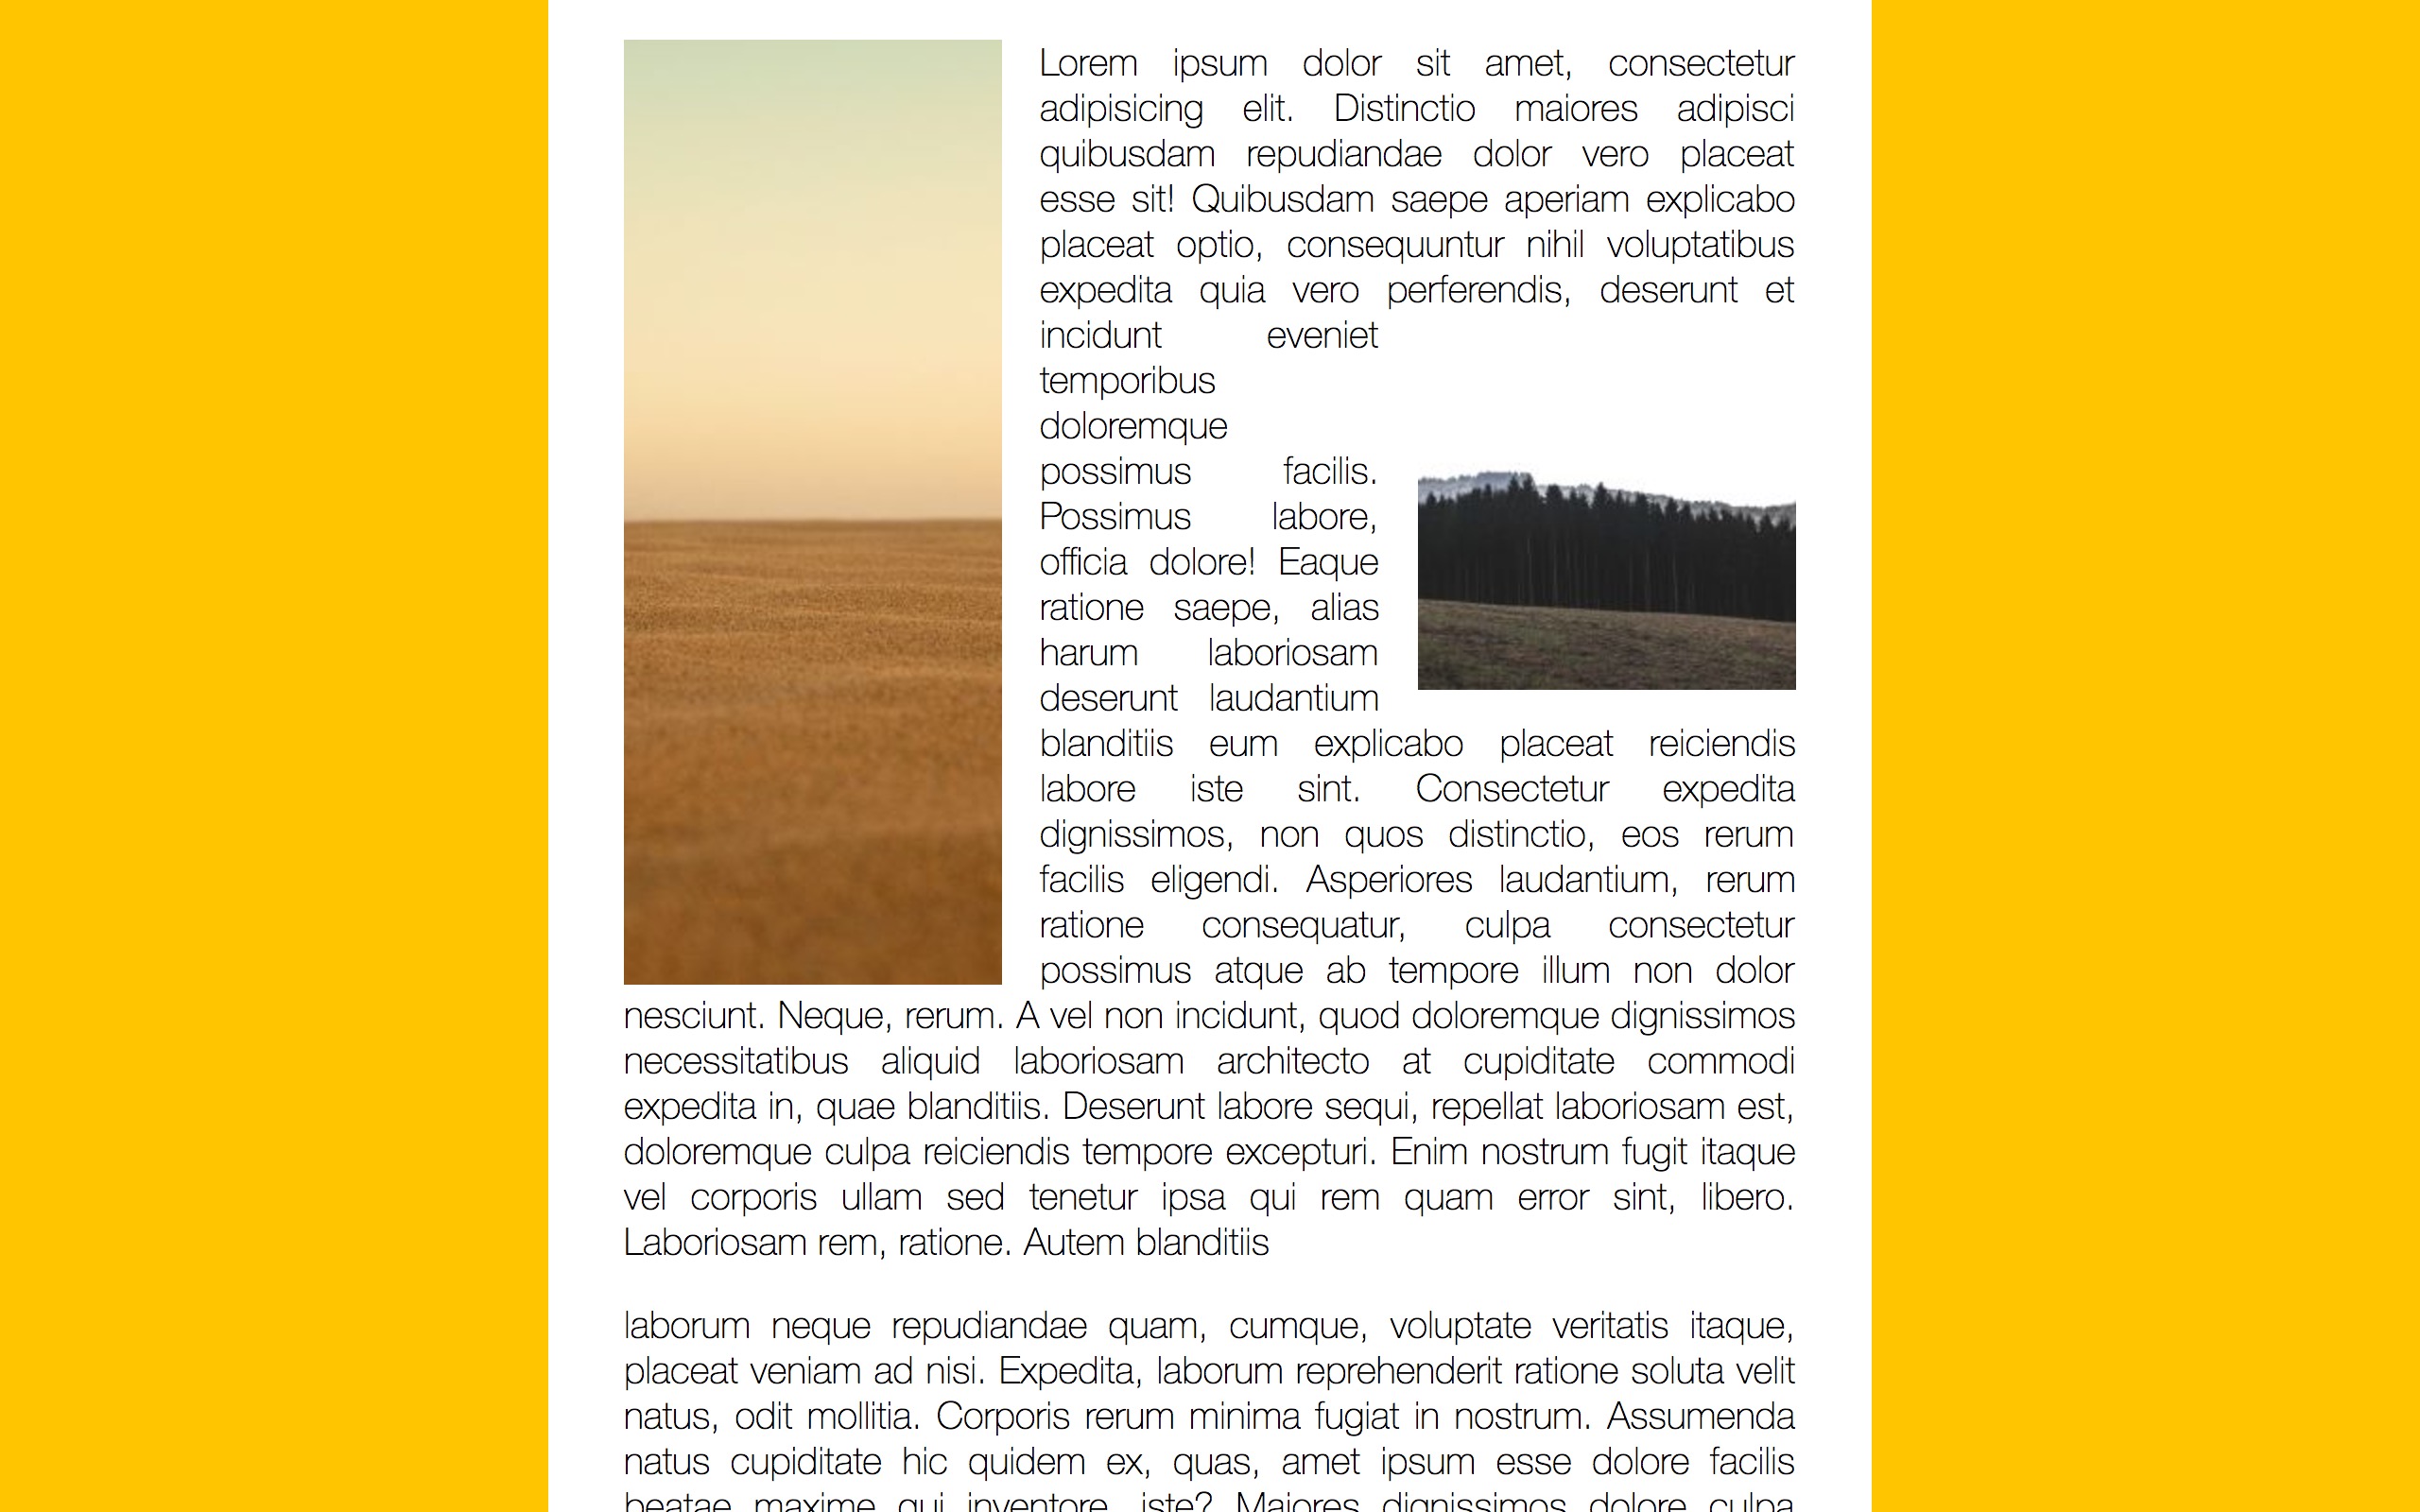 Lorem ipsum dolor sit amet, consectetur
adipisicing elit. Distinctio maiores adipisci
quibusdam repudiandae dolor vero placeat
esse sit! Quibusdam saepe aperiam explicabo
placeat optio, consequuntur nihil voluptatibus
expedita quia vero perferendis, deserunt et
incidunt eveniet
temporibus
doloremque
possimus facilis.
Possimus labore,
officia dolore! Eaque
ratione saepe, alias
harum laboriosam
deserunt laudantium
blanditiis eum explicabo placeat reiciendis
labore iste sint. Consectetur expedita
dignissimos, non quos distinctio, eos rerum
facilis eligendi. Asperiores laudantium, rerum
ratione consequatur, culpa consectetur
possimus atque ab tempore illum non dolor
nesciunt. Neque, rerum. A vel non incidunt, quod doloremque dignissimos
necessitatibus aliquid laboriosam architecto at cupiditate commodi
expedita in, quae blanditiis. Deserunt labore sequi, repellat laboriosam est,
doloremque culpa reiciendis tempore excepturi. Enim nostrum fugit itaque
vel corporis ullam sed tenetur ipsa qui rem quam error sint, libero.
Laboriosam rem, ratione. Autem blanditiis
laborum neque repudiandae quam, cumque, voluptate veritatis itaque,
placeat veniam ad nisi. Expedita, laborum reprehenderit ratione soluta velit
natus, odit mollitia. Corporis rerum minima fugiat in nostrum. Assumenda
natus cupiditate hic quidem ex, quas, amet ipsum esse dolore facilis
beatae maxime qui inventore, iste? Maiores dignissimos dolore culpa